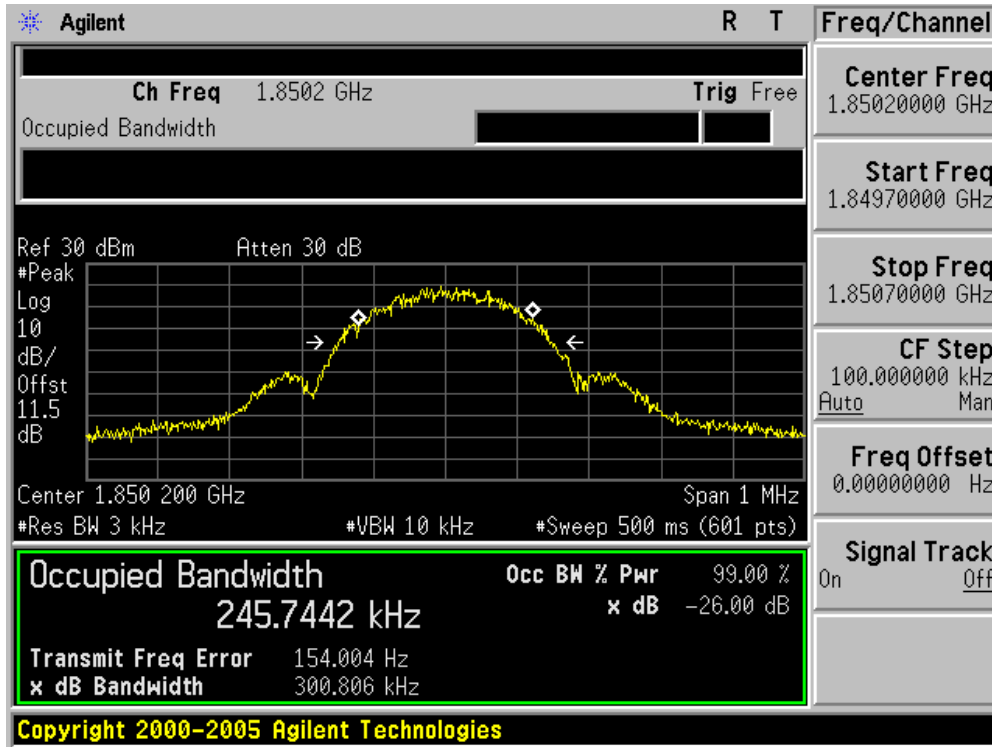 Agilent R T
Freq/Channel
Ch Freq 1.8502 GHz Trig Free
Occupied Bandwidth
Center Freq
1.85020000 GHz
Start Freq
1.84970000 GHz
Stop Freq
1.85070000 GHz
CF Step
100.000000 kHz
Auto Man
Freq Offset
0.00000000 Hz
Signal Track
On Off
Ref 30 dBm Atten 30 dB
#Peak
Log
10
dB/
Offst
11.5
dB
Center 1.850 200 GHz Span 1 MHz
#Res BW 3 kHz #VBW 10 kHz #Sweep 500 ms (601 pts)
Occupied Bandwidth
245.7442 kHz
Occ BW % Pwr 99.00 %
x dB -26.00 dB
Transmit Freq Error 154.004 Hz
x dB Bandwidth 300.806 kHz
Copyright 2000-2005 Agilent Technologies